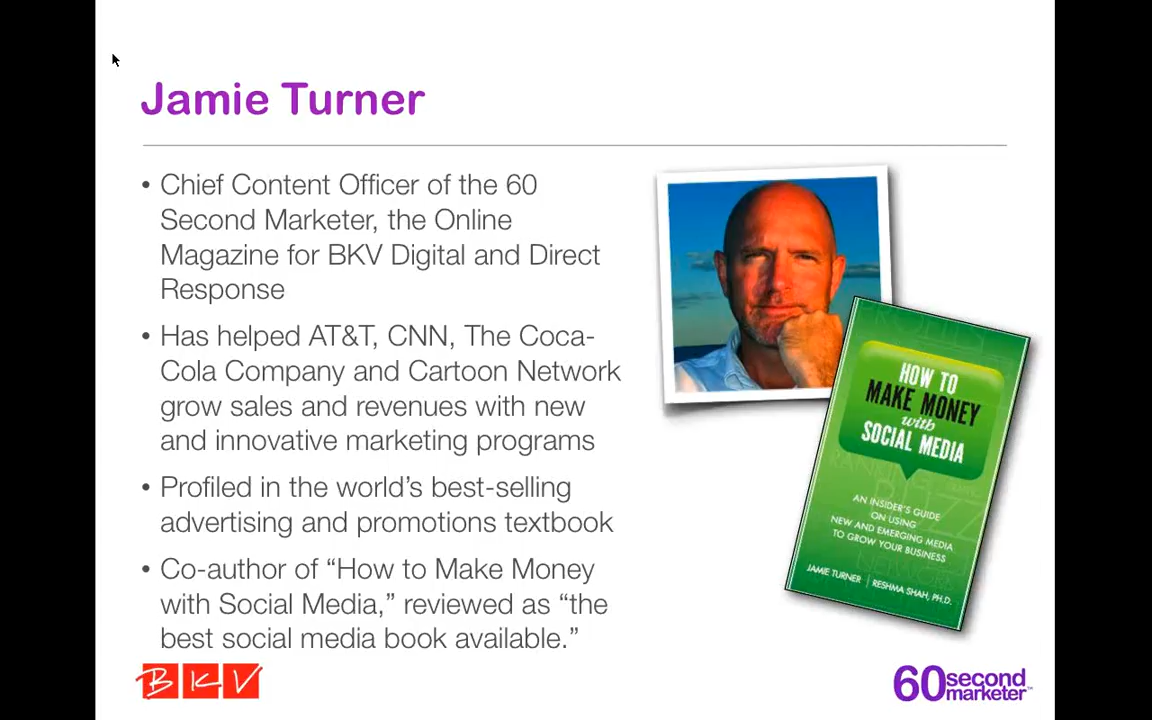 Jamie Turner
• Chief Content Officer of the 60
Second Marketer, the Online
Magazine for BKV Digital and Direct
Response
• Has helped AT&T, CNN, The Coca-
Cola Company and Cartoon Network
grow sales and revenues with new
and innovative marketing programs
• Profiled in the world’s best-selling
advertising and promotions textbook
• Co-author of “How to Make Money
with Social Media,” reviewed as “the
best social media book available.”
HOW TO
MAKE MONEY
with
SOCIAL MEDIA
AN INSIDER'S GUIDE
ON USING
NEW AND EMERGING MEDIA
TO GROW YOUR BUSINESS
JAMIE TURNER | RESHMA SHAH, PH.D.
BKV
60 second
marketer™